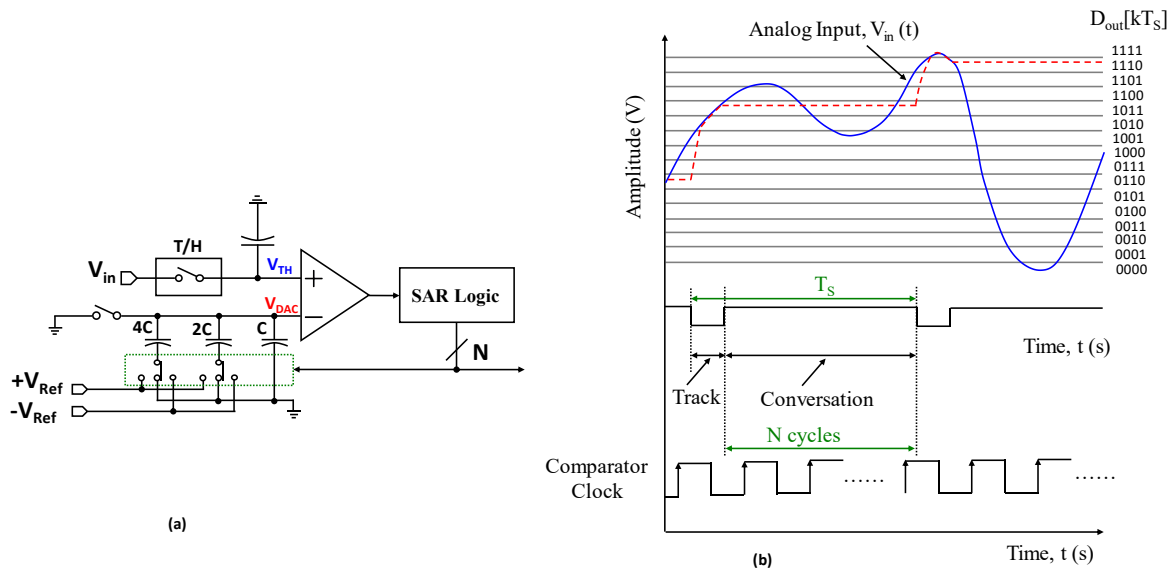 T/H
V_in
V_TH
V_DAC
+
−
SAR Logic
4C
2C
C
N
+V_Ref
-V_Ref
(a)
D_out[kT_S]
Analog Input, V_in (t)
Amplitude (V)
1111
1110
1101
1100
1011
1010
1001
1000
0111
0110
0101
0100
0011
0010
0001
0000
T_S
Time, t (s)
Track
Conversation
N cycles
Comparator
Clock
......
......
Time, t (s)
(b)